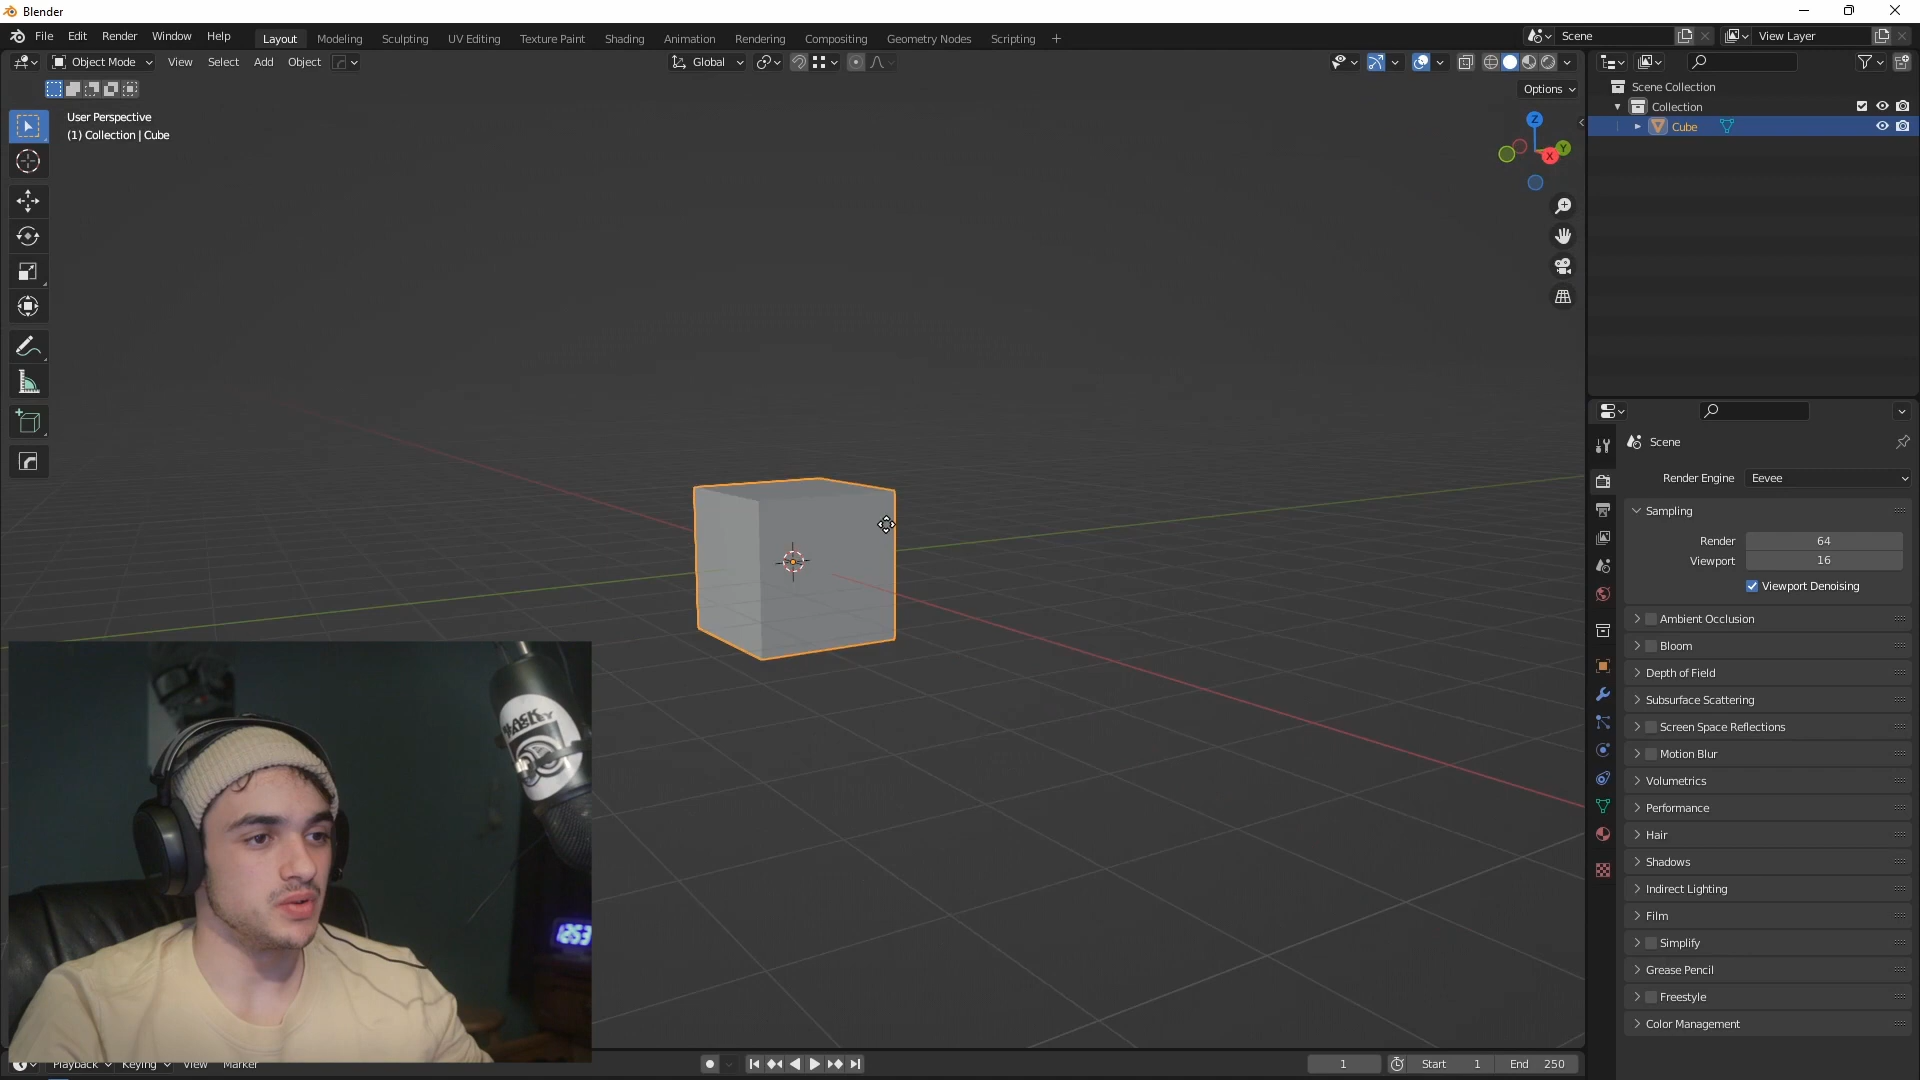 Blender
File Edit Render Window Help Layout Modeling Sculpting UV Editing Texture Paint Shading Animation Rendering Compositing Geometry Nodes Scripting + Scene View Layer
Object Mode View Select Add Object Global
Options
User Perspective
(1) Collection | Cube
Z
Y
X
Scene Collection
Collection
Cube
Scene
Render Engine Eevee
Sampling
Render 64
Viewport 16
Viewport Denoising
Ambient Occlusion
Bloom
Depth of Field
Subsurface Scattering
Screen Space Reflections
Motion Blur
Volumetrics
Performance
Hair
Shadows
Indirect Lighting
Film
Simplify
Grease Pencil
Freestyle
Color Management
BLACK
12:53
Playback Keying View Marker 1 Start 1 End 250